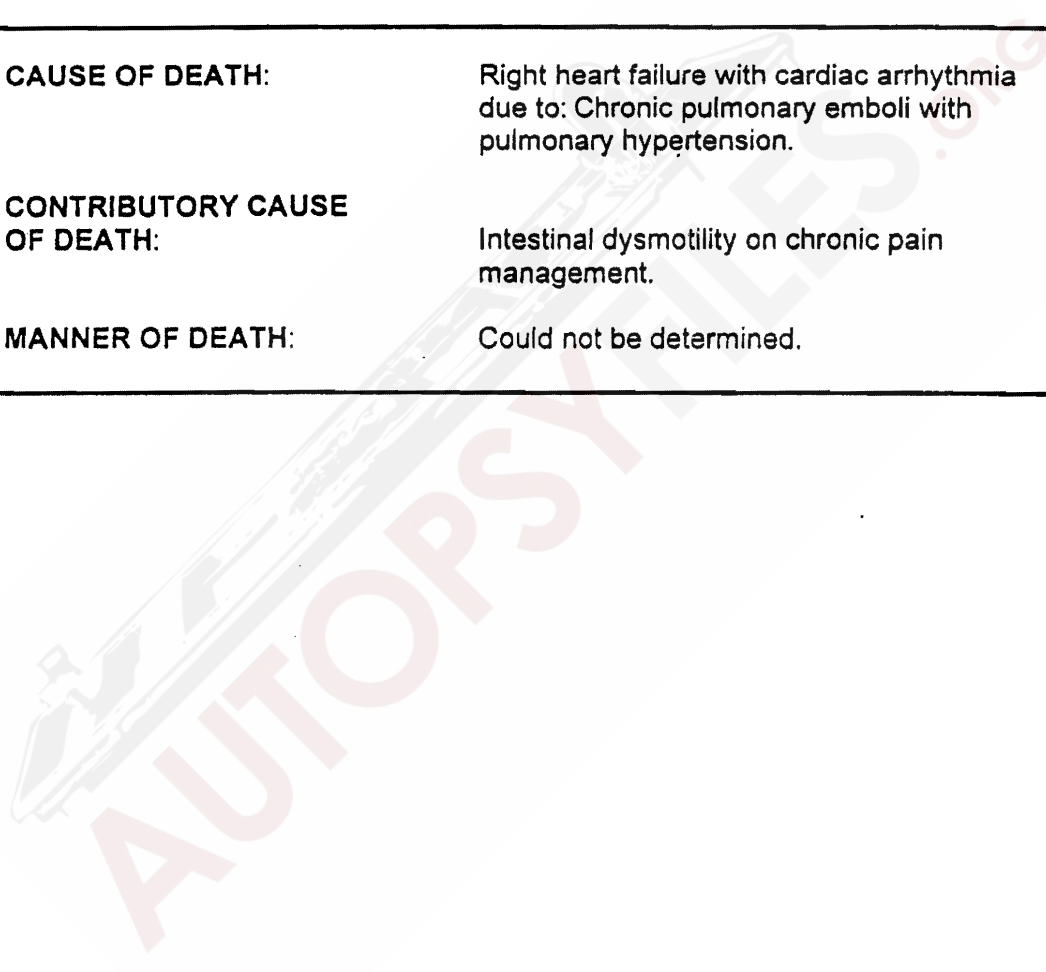 CAUSE OF DEATH: Right heart failure with cardiac arrhythmia
due to: Chronic pulmonary emboli with
pulmonary hypertension.
CONTRIBUTORY CAUSE
OF DEATH: Intestinal dysmotility on chronic pain
management.
MANNER OF DEATH: Could not be determined.
AUTOPSYFILES.ORG